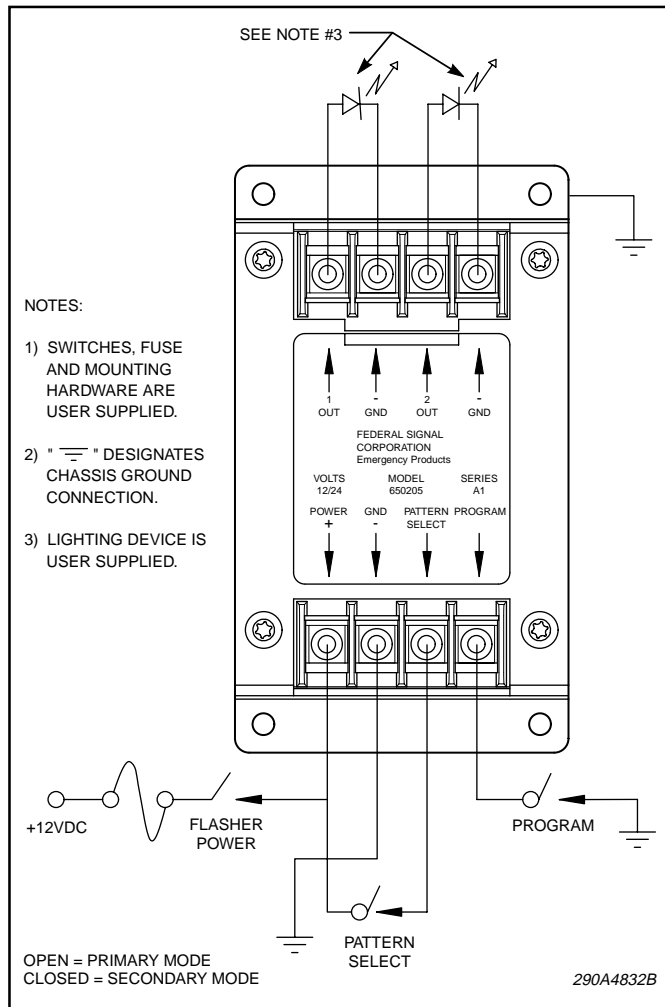 SEE NOTE #3
NOTES:
1) SWITCHES, FUSE
AND MOUNTING
HARDWARE ARE
USER SUPPLIED.
2) " " DESIGNATES
CHASSIS GROUND
CONNECTION.
3) LIGHTING DEVICE IS
USER SUPPLIED.
1 - 2 -
OUT GND OUT GND
FEDERAL SIGNAL
CORPORATION
Emergency Products
VOLTS MODEL SERIES
12/24 650205 A1
POWER GND PATTERN PROGRAM
+ - SELECT
+12VDC
FLASHER
POWER
PROGRAM
PATTERN
SELECT
OPEN = PRIMARY MODE
CLOSED = SECONDARY MODE
290A4832B